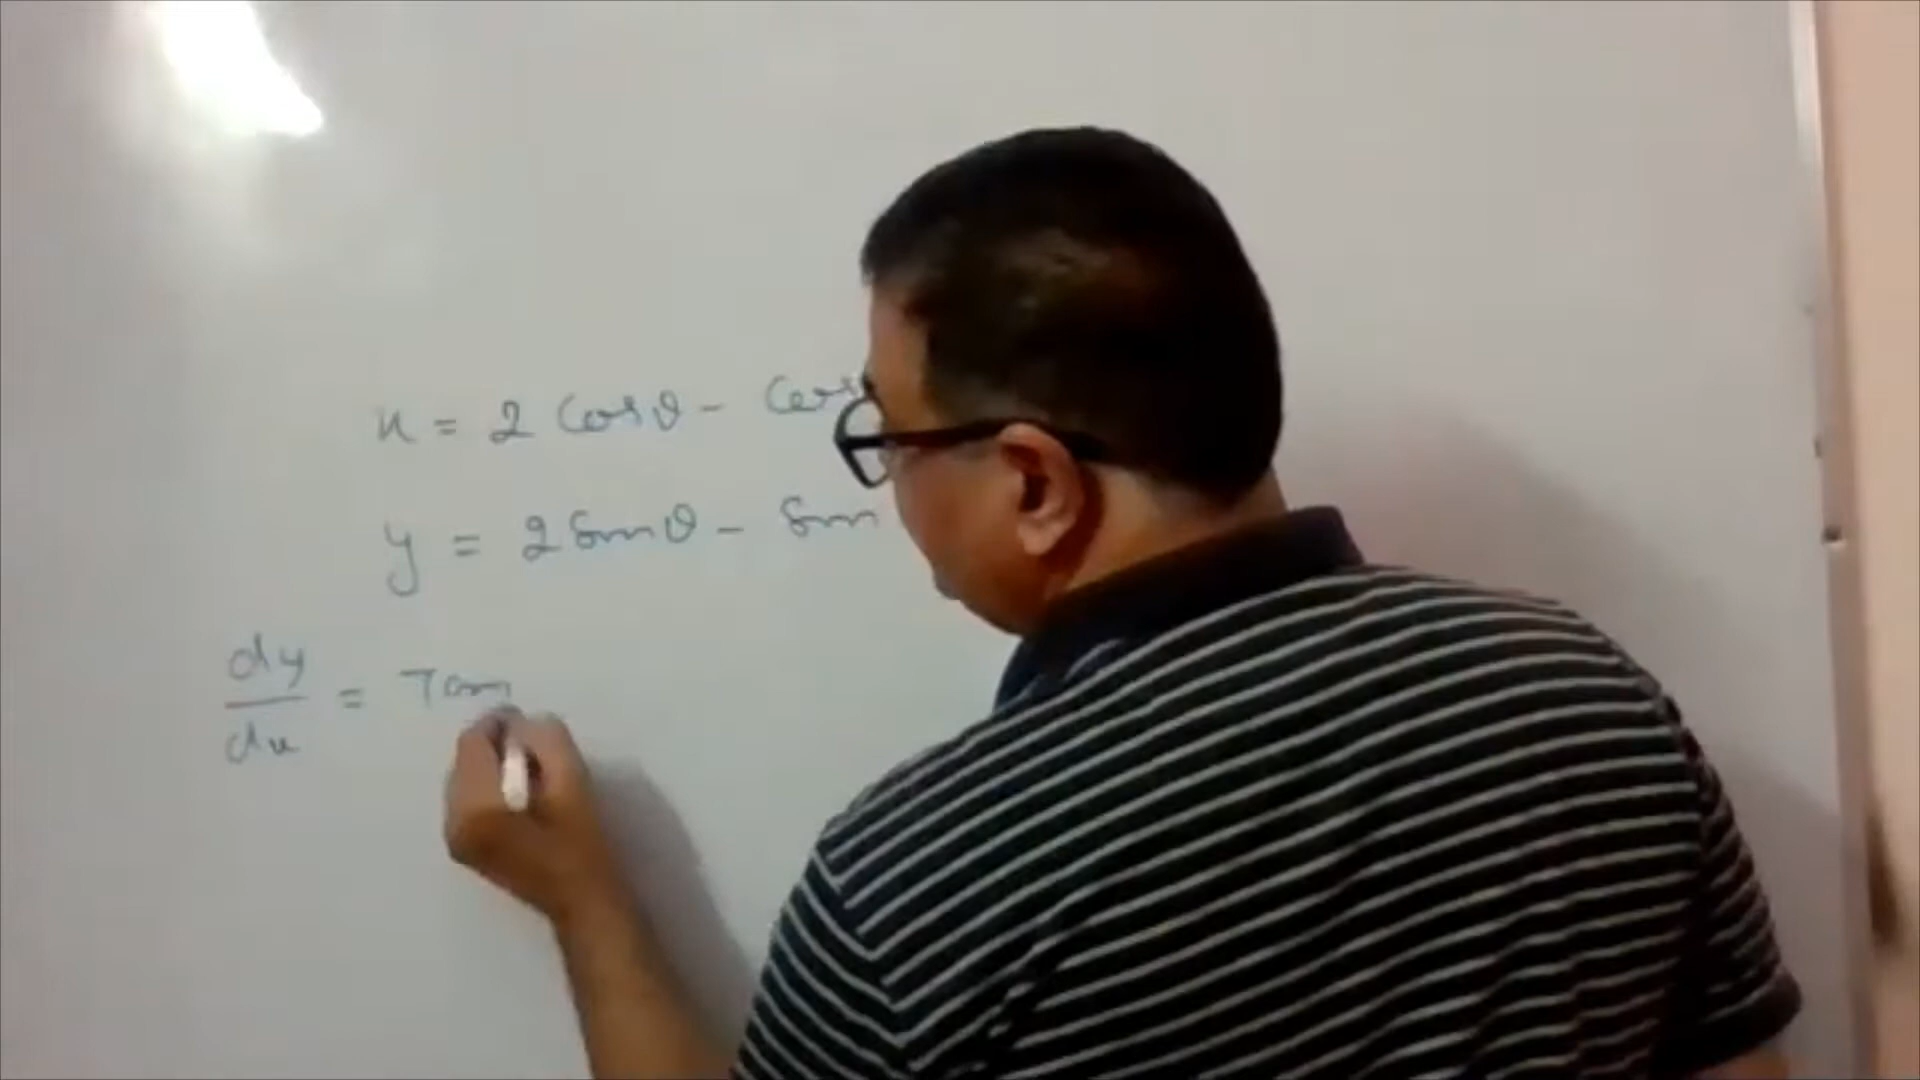 x = 2 Cosθ - Cos
y = 2 Sinθ - Sin
dy
dx = Tan